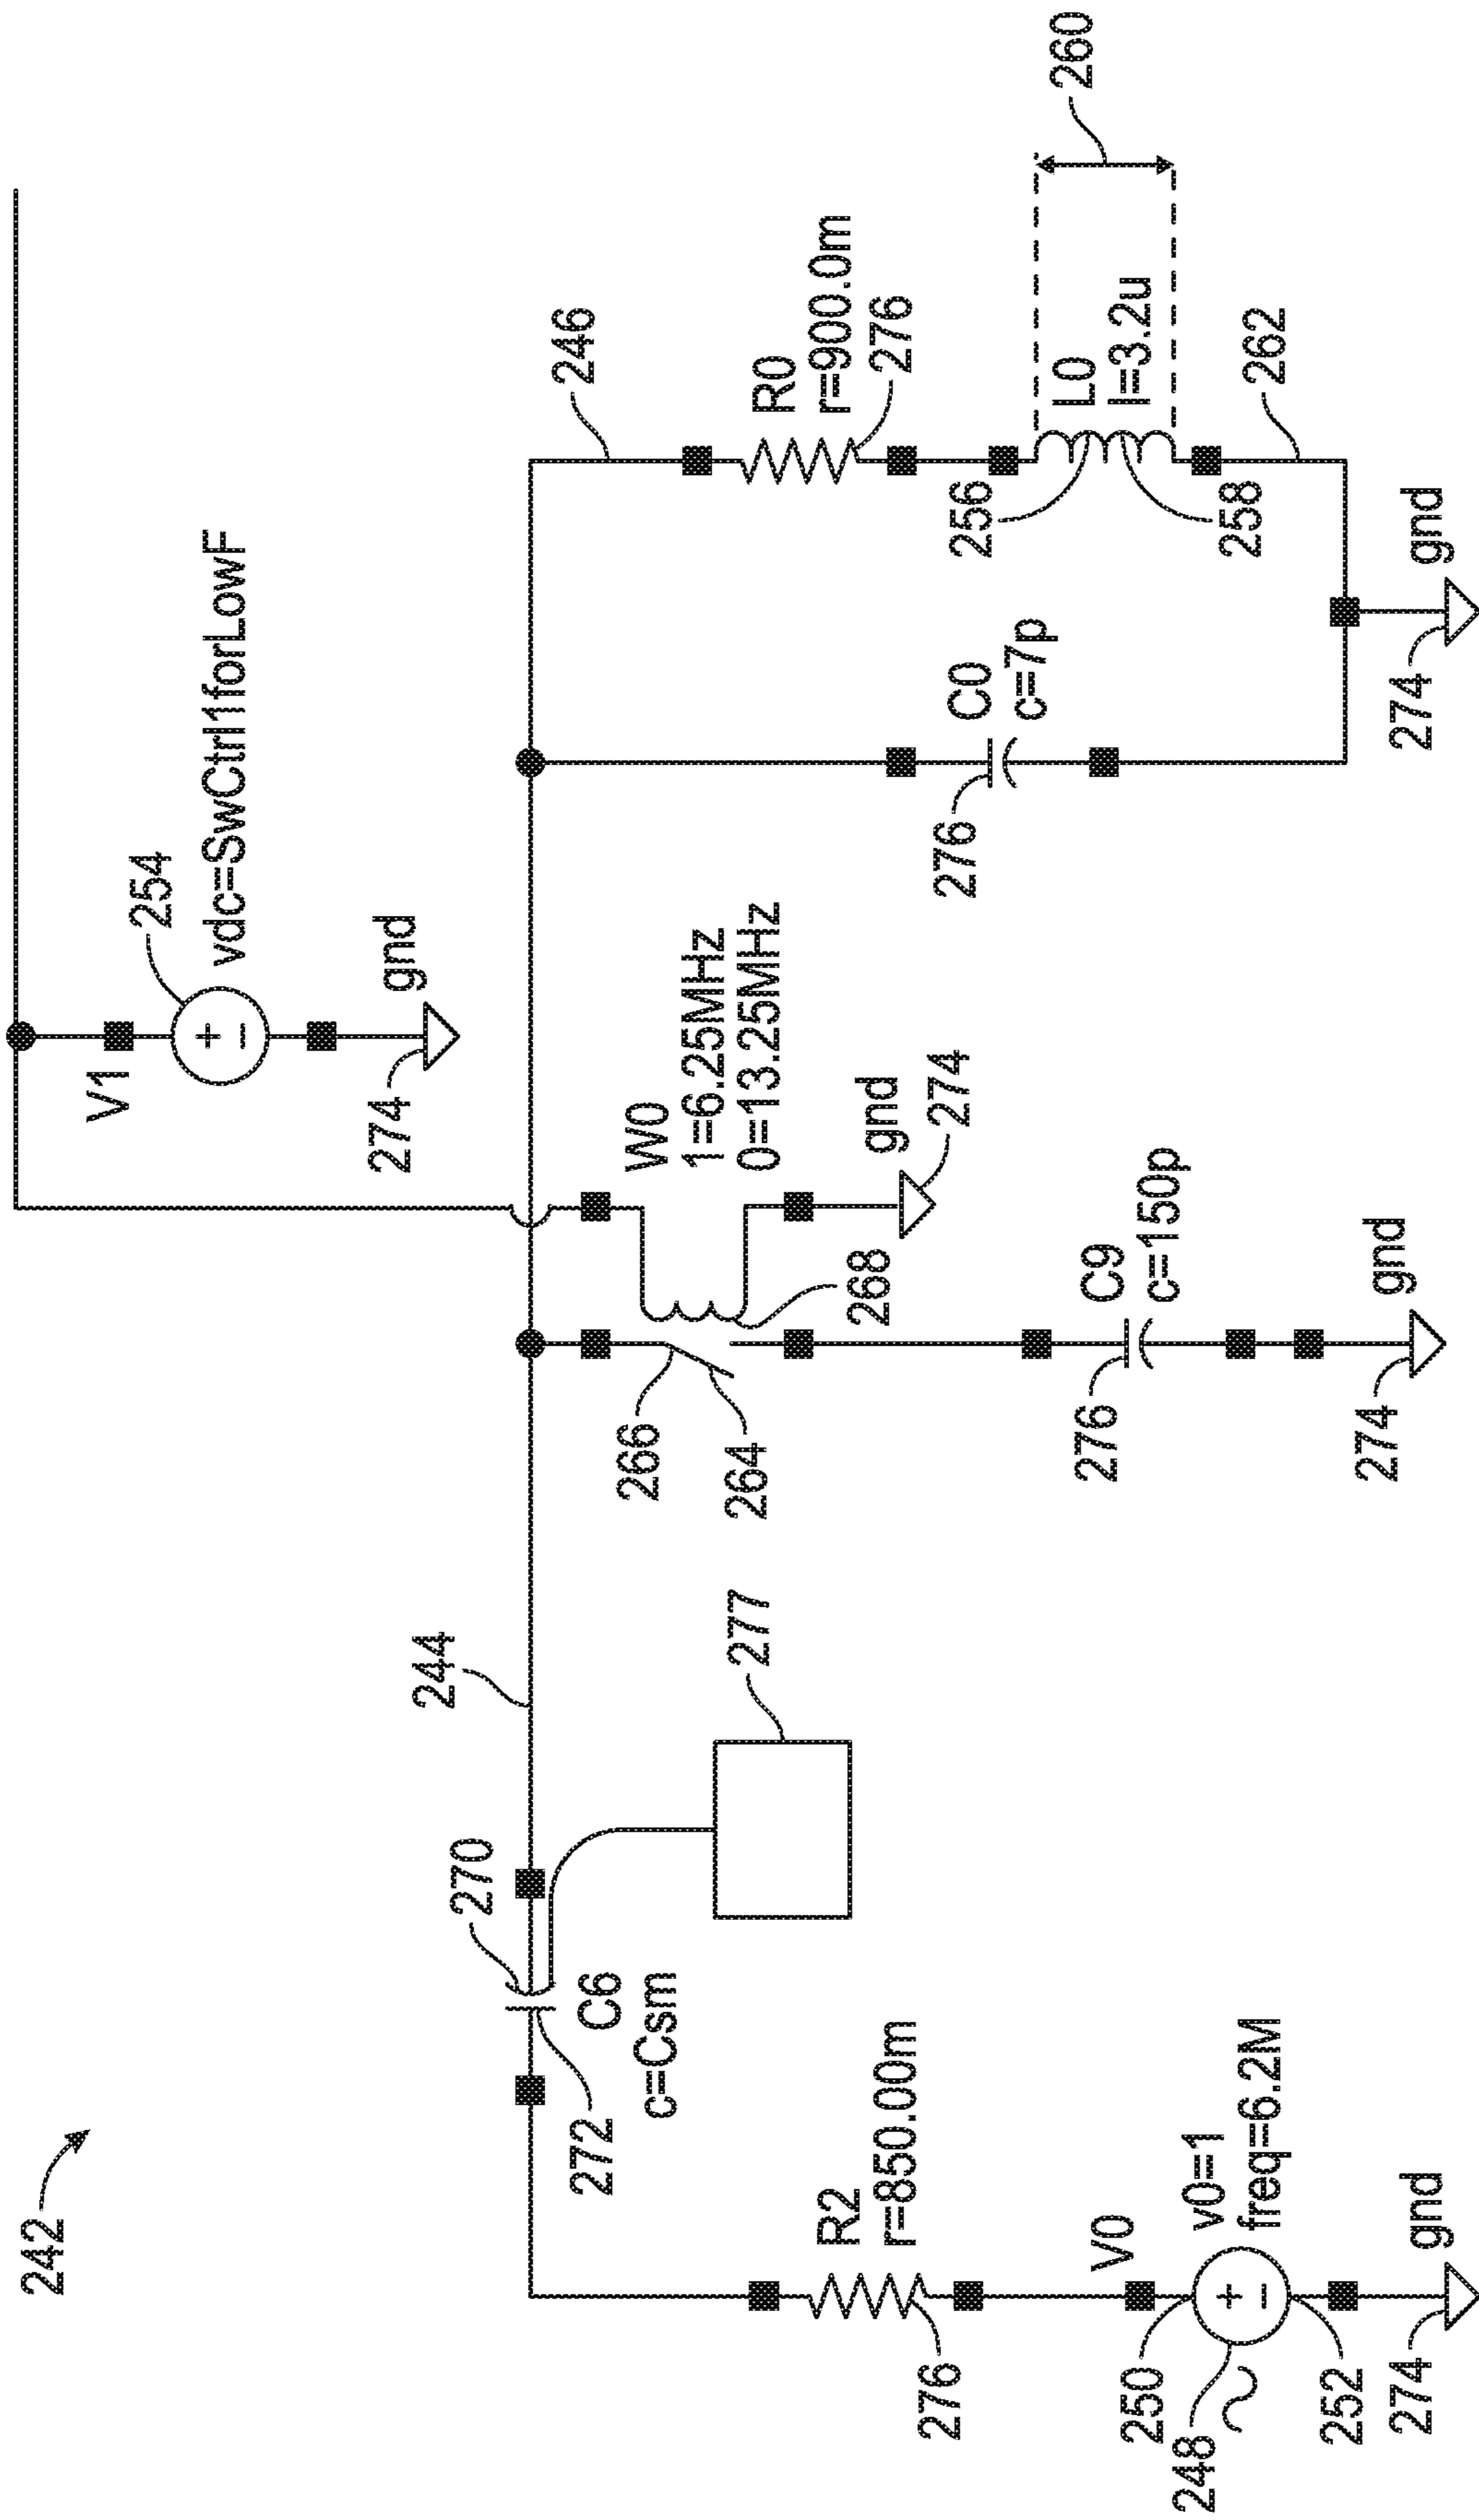 242
V1
254
vdc=SwCtrl1forLowF
274
gnd
244
246
270
272
C6
c=Csm
277
266
264
268
W0
1=6.25MHz
0=13.25MHz
gnd
274
276
C9
c=150p
274
gnd
276
C0
c=7p
R0
r=900.0m
276
256
258
L0
l=3.2u
260
262
274
gnd
R2
r=850.00m
276
V0
v0=1
freq=6.2M
250
248
252
274
gnd